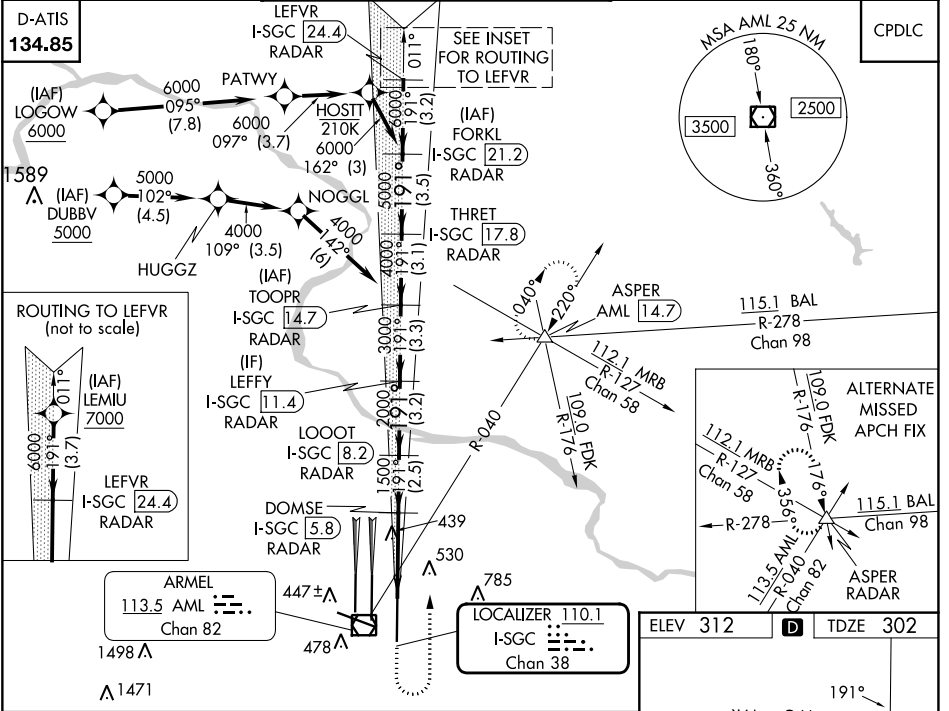 D-ATIS
134.85
LEFVR
I-SGC 24.4
RADAR
011°
SEE INSET
FOR ROUTING
TO LEFVR
MSA AML 25 NM
180°
3500
2500
360°
CPDLC
(IAF)
LOGOW
6000
6000
095°
(7.8)
PATWY
6000
097° (3.7)
HOSTT
210K
6000
162° (3)
6000
191°
(3.2)
(IAF)
FORKL
I-SGC 21.2
RADAR
1589
(IAF)
DUBBV
5000
5000
102°
(4.5)
HUGGZ
4000
109° (3.5)
NOGGL
4000
142°
(6)
5000
191°
(3.5)
THRET
I-SGC 17.8
RADAR
4000
191°
(3.1)
(IAF)
TOOPR
I-SGC 14.7
RADAR
3000
191°
(3.3)
(IF)
LEFFY
I-SGC 11.4
RADAR
2000
191°
(3.2)
LOOOT
I-SGC 8.2
RADAR
1500
191°
(2.5)
DOMSE
I-SGC 5.8
RADAR
040°
220°
ASPER
AML 14.7
115.1 BAL
R-278
Chan 98
112.1 MRB
R-127
Chan 58
109.0 FDK
R-176
R-040
ROUTING TO LEFVR
(not to scale)
011°
(IAF)
LEMIU
7000
6000
191°
(3.7)
LEFVR
I-SGC 24.4
RADAR
ALTERNATE
MISSED
APCH FIX
109.0 FDK
R-176
176°
112.1 MRB
R-127
Chan 58
356°
115.1 BAL
Chan 98
R-278
113.5 AML
R-040
Chan 82
ASPER
RADAR
439
530
785
447±
478
1498
1471
ARMEL
113.5 AML
Chan 82
LOCALIZER 110.1
I-SGC
Chan 38
ELEV 312
D
TDZE 302
191°